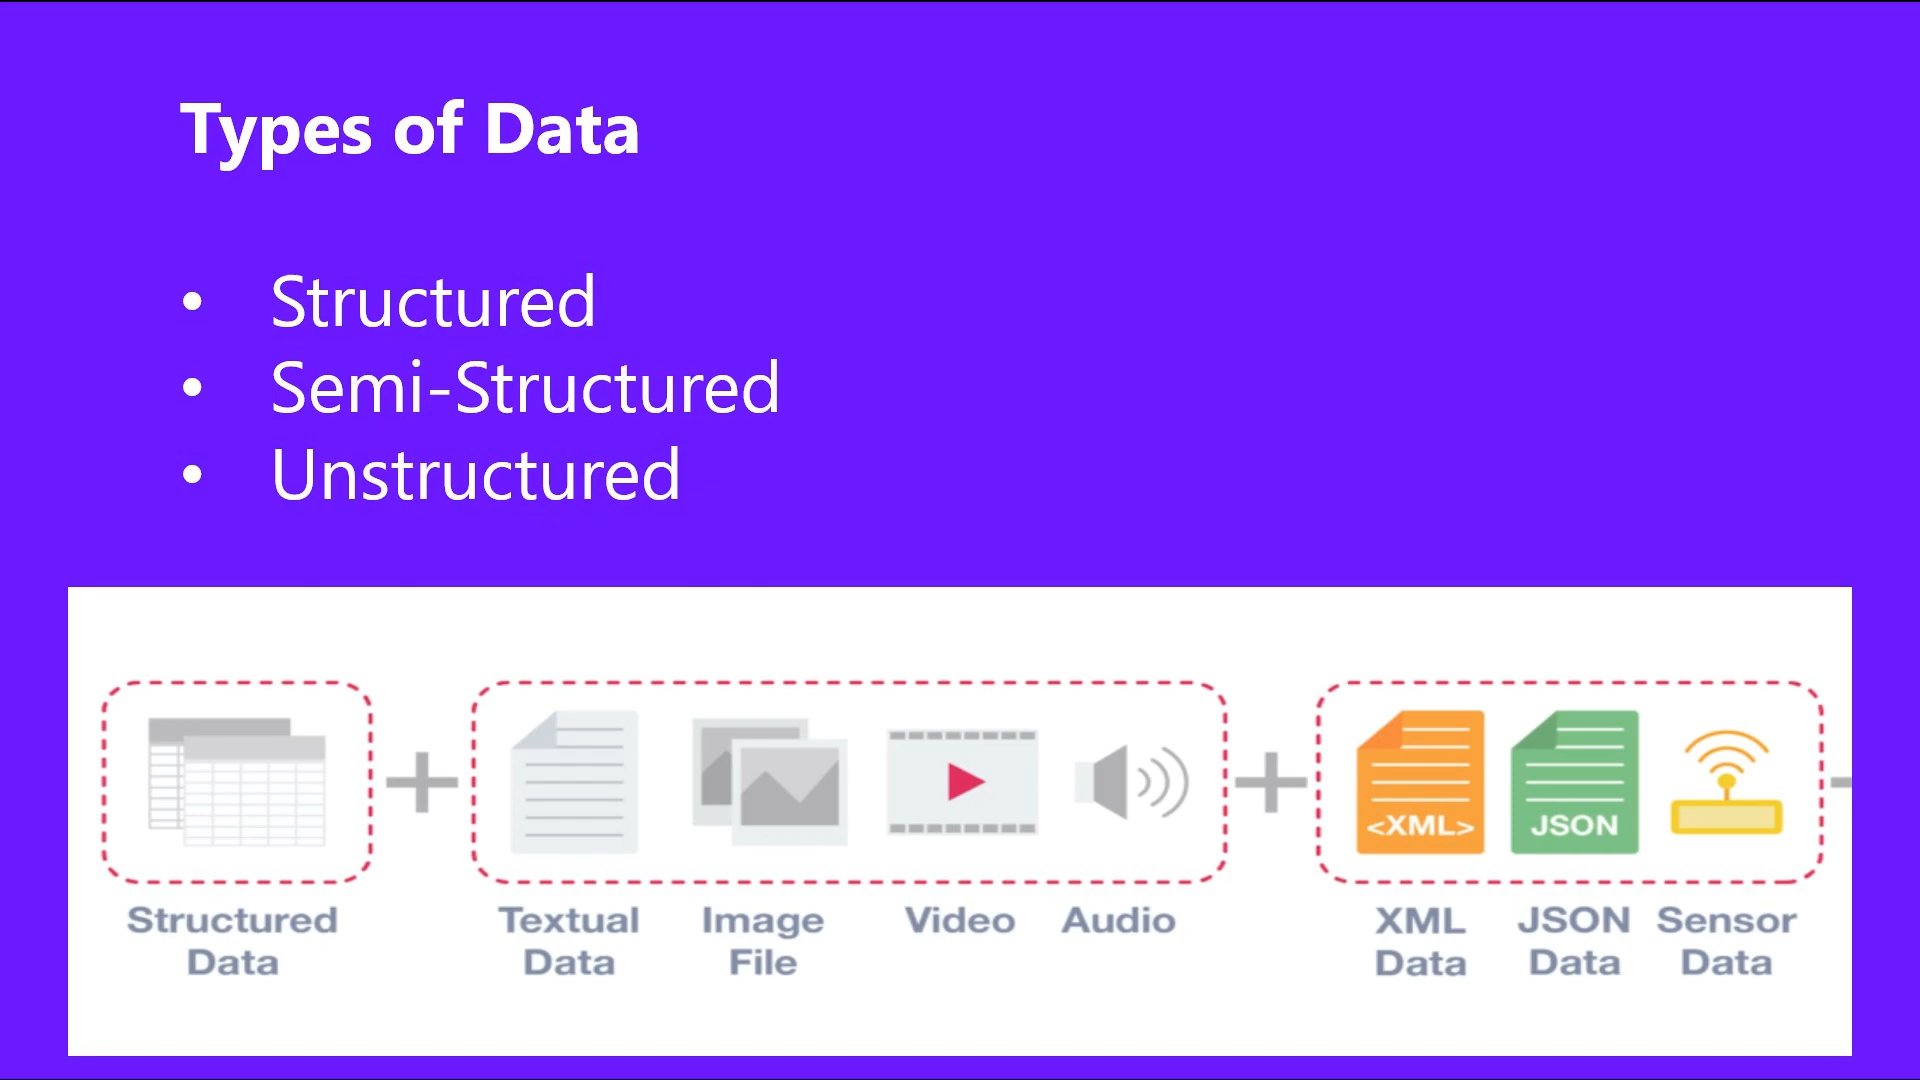 Types of Data
• Structured
• Semi-Structured
• Unstructured
<XML>
JSON
Structured Data
Textual Data
Image File
Video
Audio
XML Data
JSON Data
Sensor Data